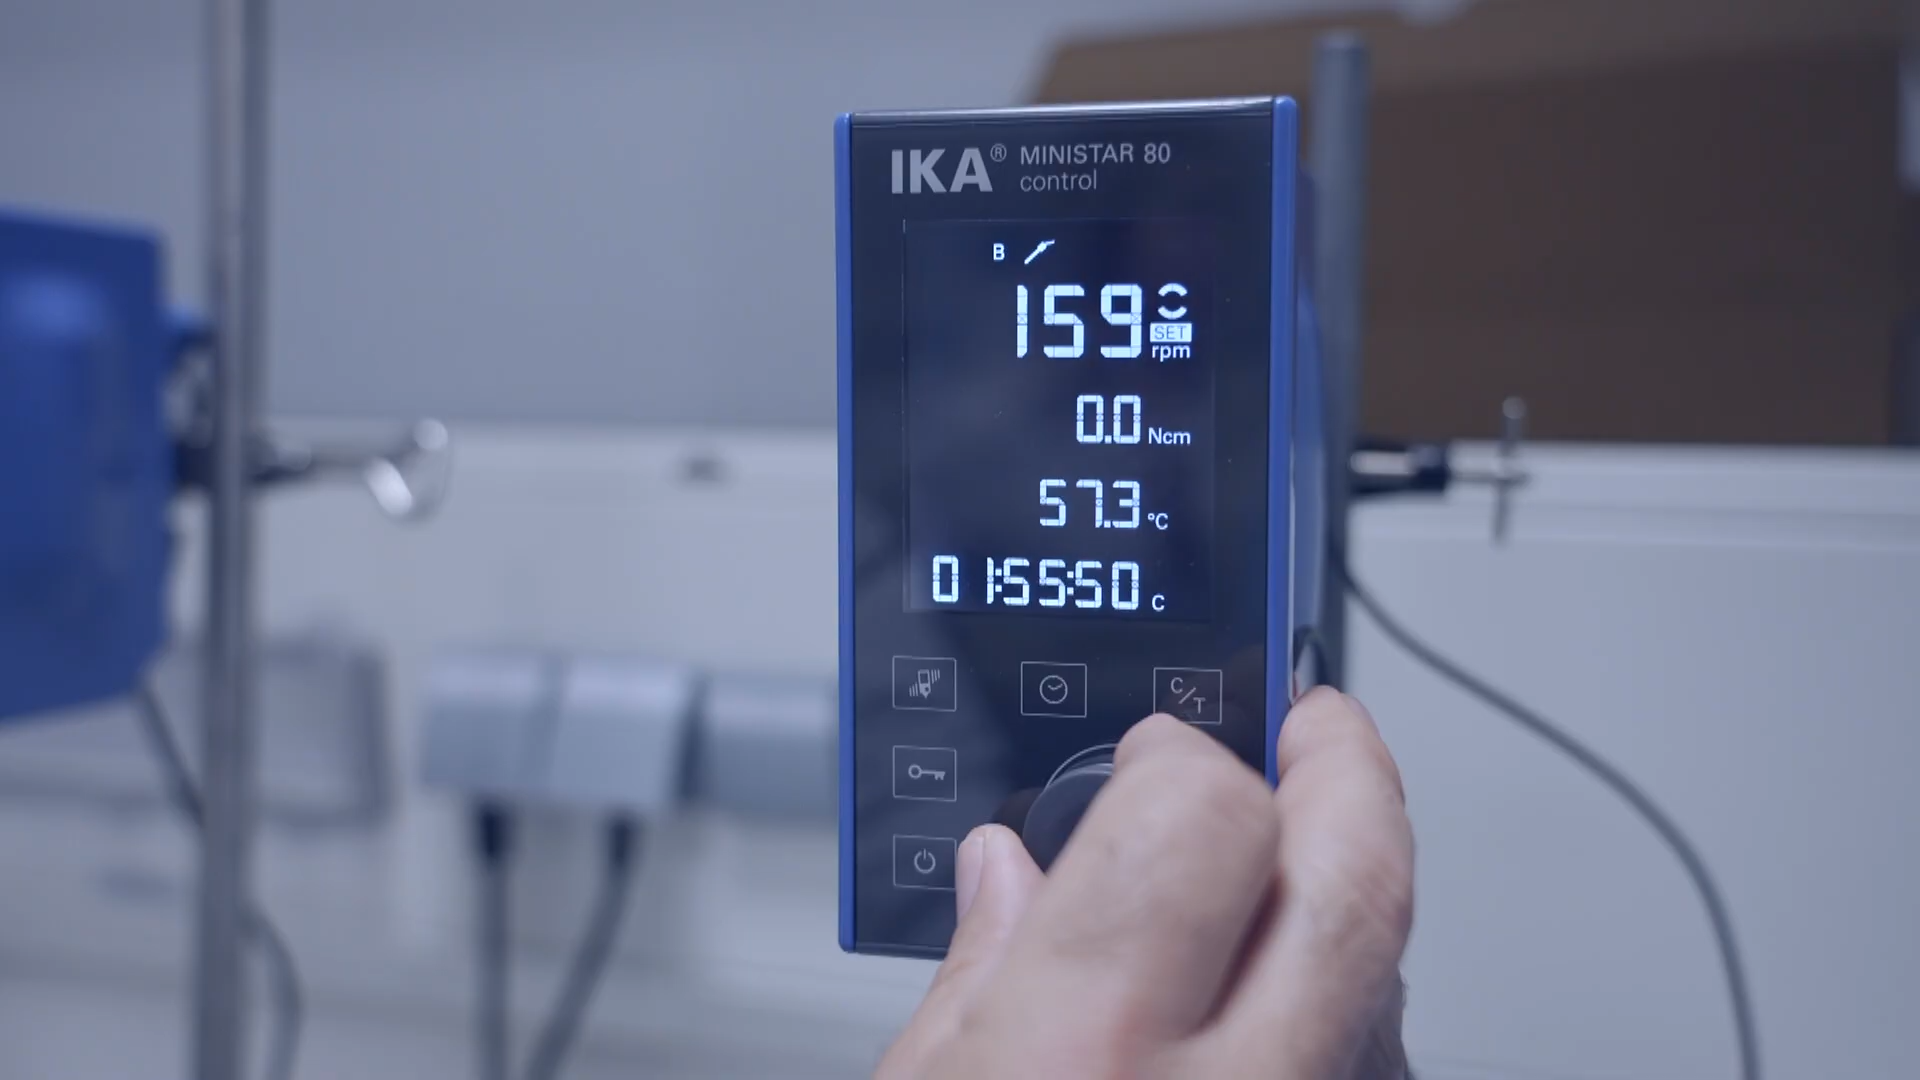 IKA® MINISTAR 80
control
B
159 SET rpm
0.0 Ncm
57.3 °C
0 1:55:50 C
C/T